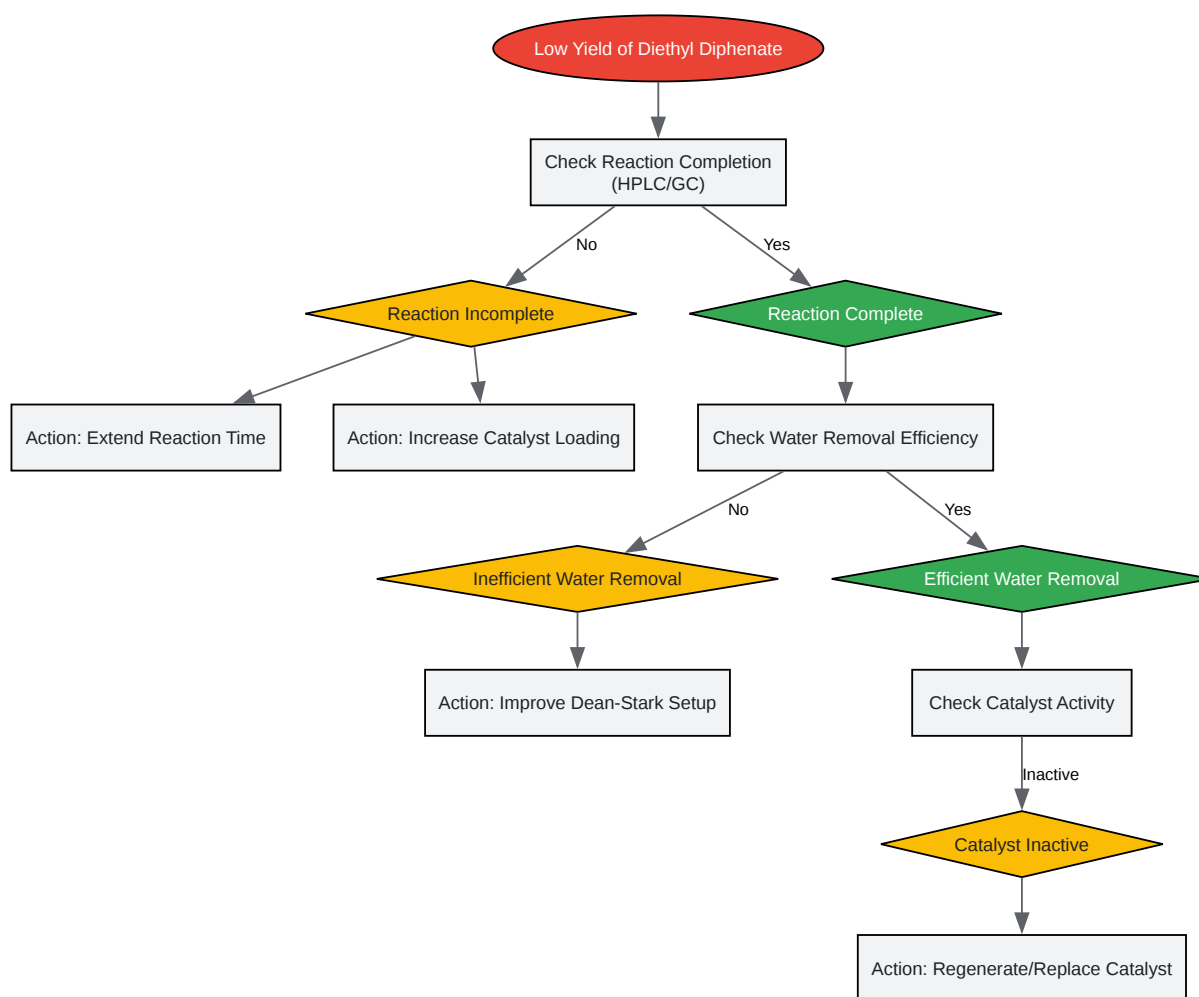 Low Yield of Diethyl Diphenate
Check Reaction Completion
(HPLC/GC)
No
Yes
Reaction Incomplete
Reaction Complete
Action: Extend Reaction Time
Action: Increase Catalyst Loading
Check Water Removal Efficiency
No
Yes
Inefficient Water Removal
Efficient Water Removal
Action: Improve Dean-Stark Setup
Check Catalyst Activity
Inactive
Catalyst Inactive
Action: Regenerate/Replace Catalyst